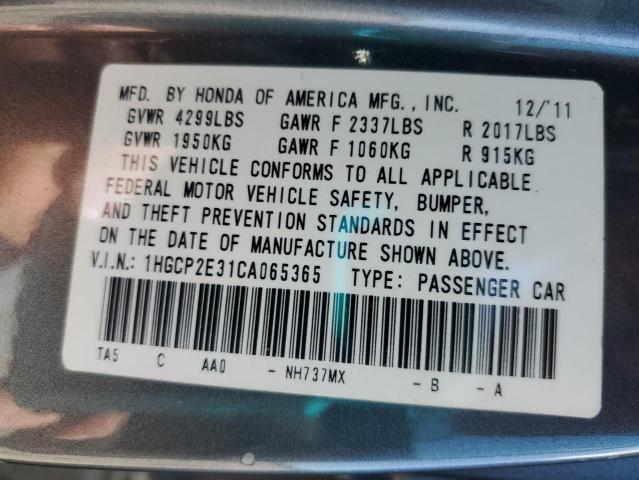 MFD. BY HONDA OF AMERICA MFG., INC. 12/'11
GVWR 4299LBS GAWR F 2337LBS R 2017LBS
GVWR 1950KG GAWR F 1060KG R 915KG
THIS VEHICLE CONFORMS TO ALL APPLICABLE
FEDERAL MOTOR VEHICLE SAFETY, BUMPER,
AND THEFT PREVENTION STANDARDS IN EFFECT
ON THE DATE OF MANUFACTURE SHOWN ABOVE.
V.I.N.: 1HGCP2E31CA065365 TYPE: PASSENGER CAR
TA5 C AA0 - NH737MX - B - A